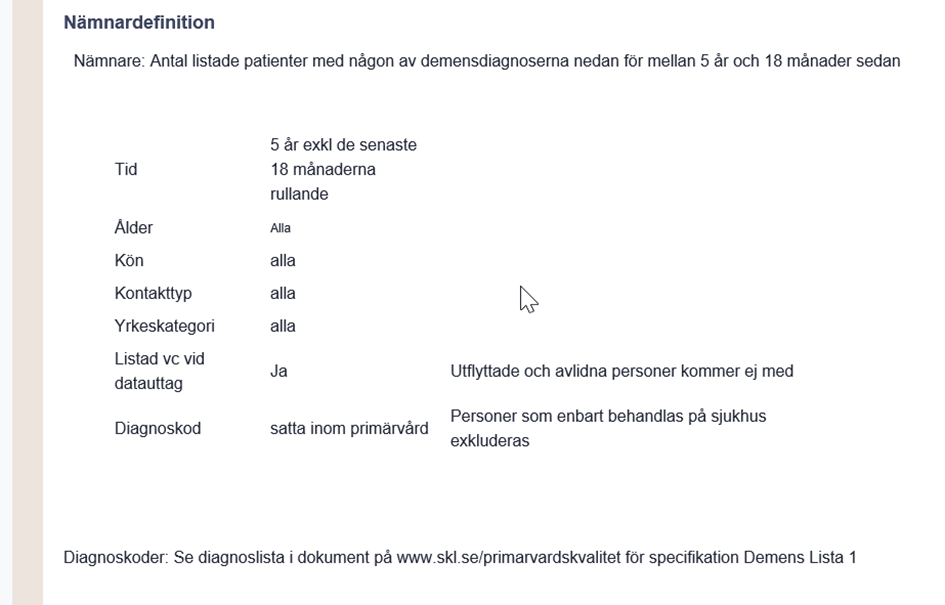 Nämnardefinition
Nämnare: Antal listade patienter med någon av demensdiagnoserna nedan för mellan 5 år och 18 månader sedan
Tid
5 år exkl de senaste
18 månaderna
rullande
Ålder
Alla
Kön
alla
Kontakttyp
alla
Yrkeskategori
alla
Listad vc vid
datauttag
Ja
Utflyttade och avlidna personer kommer ej med
Diagnoskod
satta inom primärvård
Personer som enbart behandlas på sjukhus
exkluderas
Diagnoskoder: Se diagnoslista i dokument på www.skl.se/primarvardskvalitet för specifikation Demens Lista 1